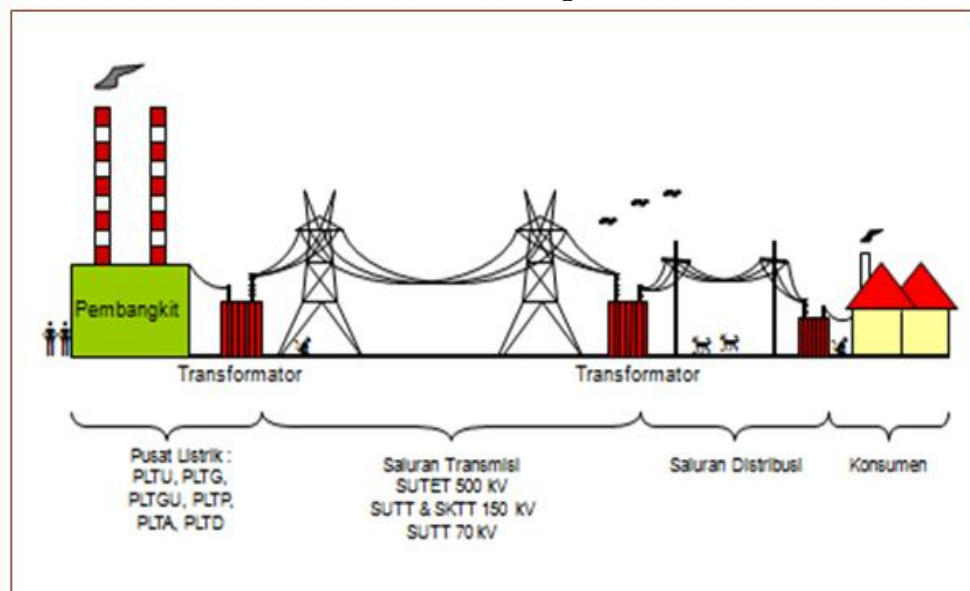 Pembangkit
Transformator
Transformator
Pusat Listrik :
PLTU, PLTG,
PLTGU, PLTP,
PLTA, PLTD
Saluran Transmisi
SUTET 500 kV
SUTT & SKTT 150 kV
SUTT 70 kV
Saluran Distribusi
Konsumen